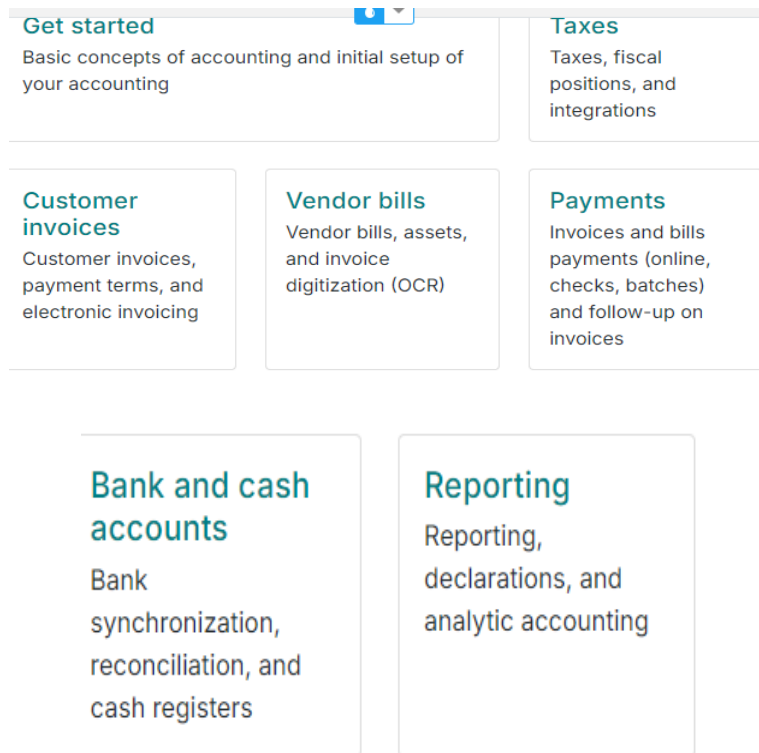 Get started
Basic concepts of accounting and initial setup of
your accounting
Taxes
Taxes, fiscal
positions, and
integrations
Customer
invoices
Customer invoices,
payment terms, and
electronic invoicing
Vendor bills
Vendor bills, assets,
and invoice
digitization (OCR)
Payments
Invoices and bills
payments (online,
checks, batches)
and follow-up on
invoices
Bank and cash
accounts
Bank
synchronization,
reconciliation, and
cash registers
Reporting
Reporting,
declarations, and
analytic accounting